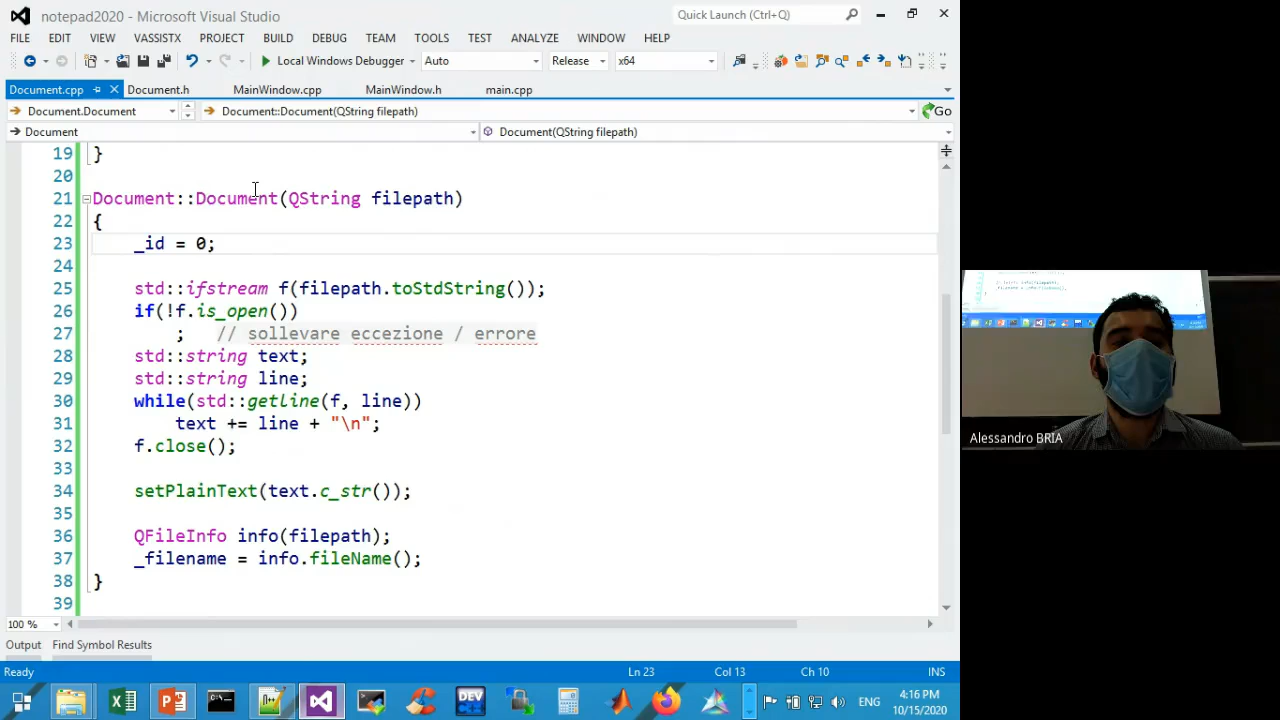 notepad2020 - Microsoft Visual Studio
Quick Launch (Ctrl+Q)
FILE EDIT VIEW VASSISTX PROJECT BUILD DEBUG TEAM TOOLS TEST ANALYZE WINDOW HELP
Local Windows Debugger Auto Release x64
Document.cpp Document.h MainWindow.cpp MainWindow.h main.cpp
Document.Document Document::Document(QString filepath) Go
Document Document(QString filepath)
19 }
20
21 Document::Document(QString filepath)
22 {
23 _id = 0;
24
25 std::ifstream f(filepath.toStdString());
26 if(!f.is_open())
27 ; // sollevare eccezione / errore
28 std::string text;
29 std::string line;
30 while(std::getline(f, line))
31 text += line + "\n";
32 f.close();
33
34 setPlainText(text.c_str());
35
36 QFileInfo info(filepath);
37 _filename = info.fileName();
38 }
39
100 %
Output Find Symbol Results
Ready Ln 23 Col 13 Ch 10 INS
DEV ENG 4:16 PM
10/15/2020
Alessandro BRIA